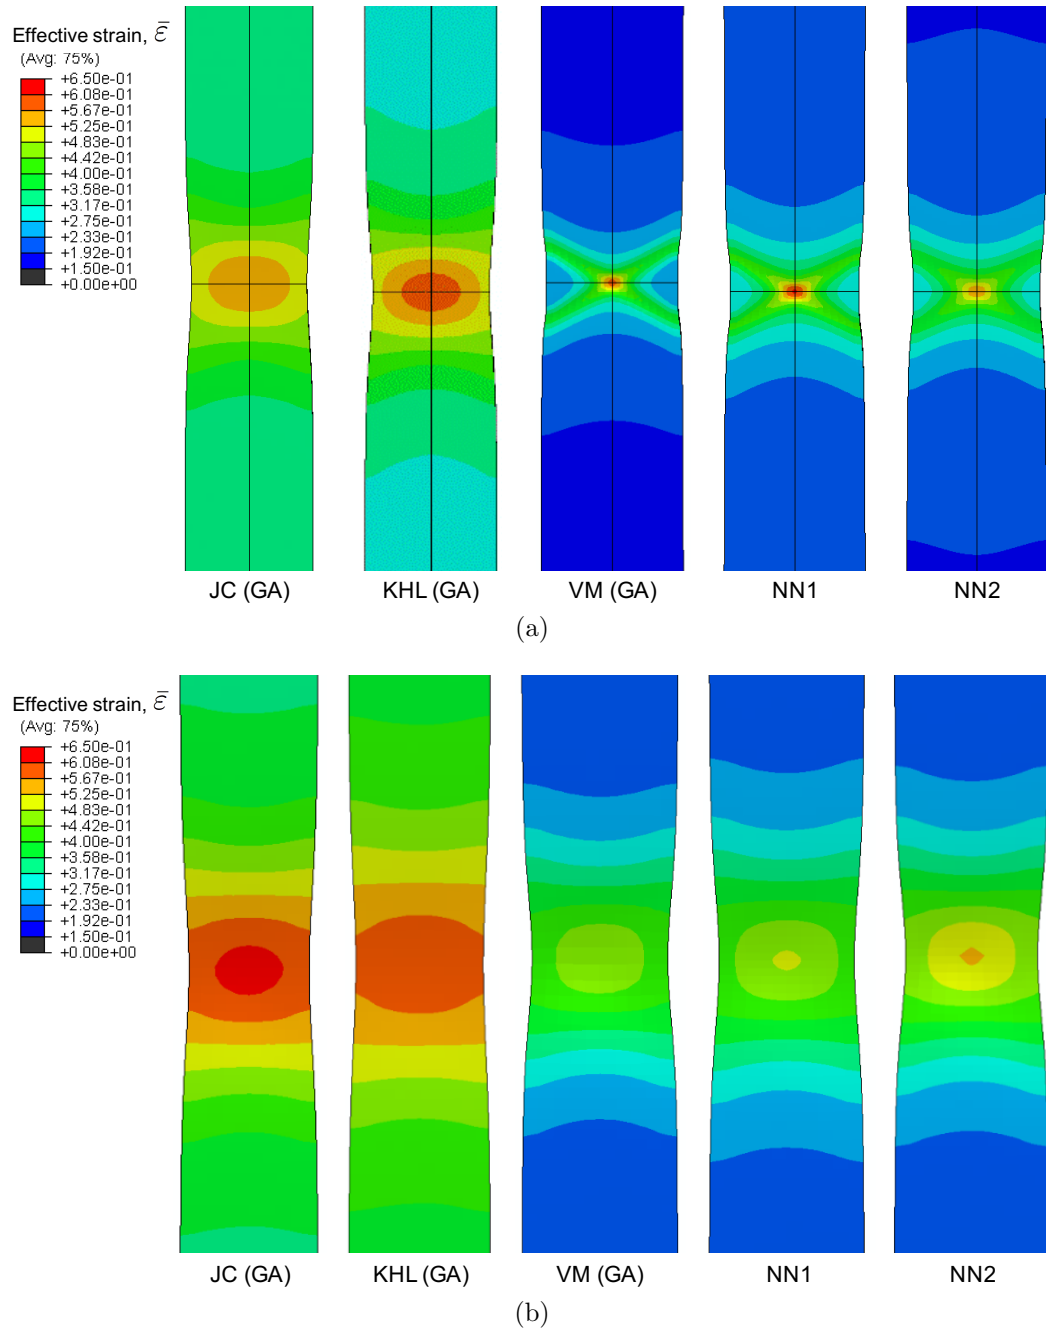 Effective strain, ε̄
(Avg: 75%)
+6.50e-01
+6.08e-01
+5.67e-01
+5.25e-01
+4.83e-01
+4.42e-01
+4.00e-01
+3.58e-01
+3.17e-01
+2.75e-01
+2.33e-01
+1.92e-01
+1.50e-01
+0.00e+00
JC (GA) KHL (GA) VM (GA) NN1 NN2
(a)
Effective strain, ε̄
(Avg: 75%)
+6.50e-01
+6.08e-01
+5.67e-01
+5.25e-01
+4.83e-01
+4.42e-01
+4.00e-01
+3.58e-01
+3.17e-01
+2.75e-01
+2.33e-01
+1.92e-01
+1.50e-01
+0.00e+00
JC (GA) KHL (GA) VM (GA) NN1 NN2
(b)